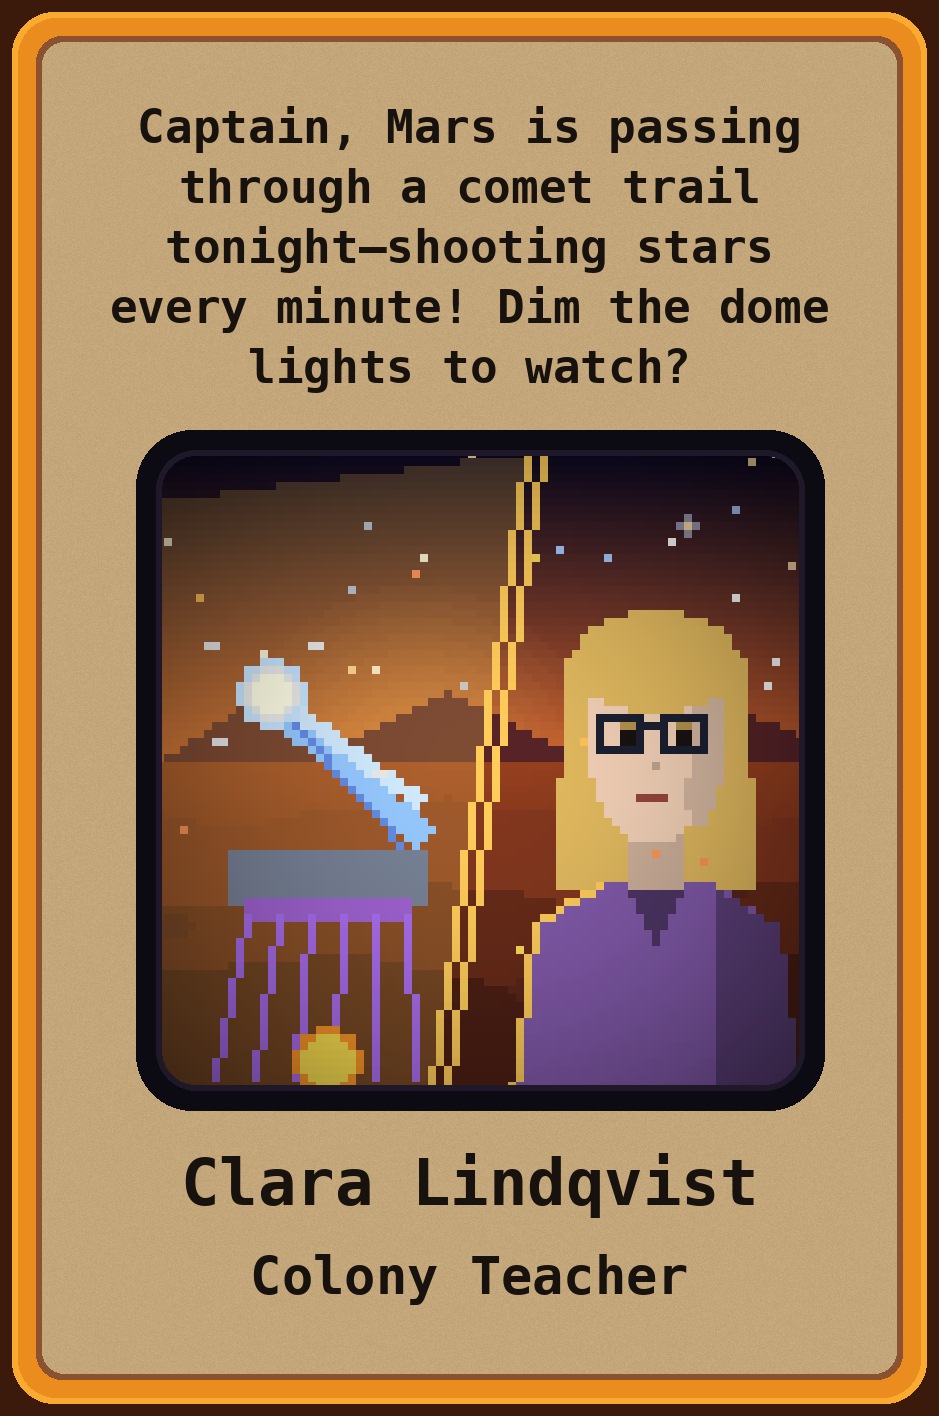 Captain, Mars is passing
through a comet trail
tonight—shooting stars
every minute! Dim the dome
lights to watch?
Clara Lindqvist
Colony Teacher